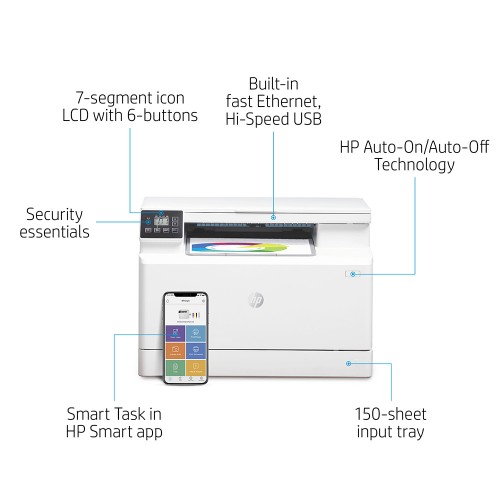 7-segment icon
LCD with 6-buttons
Built-in
fast Ethernet,
Hi-Speed USB
HP Auto-On/Auto-Off
Technology
Security
essentials
hp
Smart Task in
HP Smart app
150-sheet
input tray